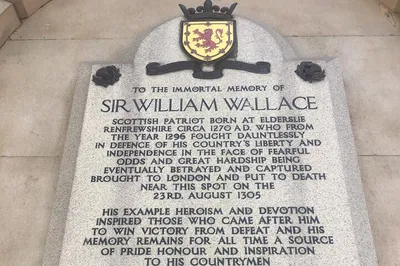 TO THE IMMORTAL MEMORY OF
SIR WILLIAM WALLACE
SCOTTISH PATRIOT BORN AT ELDERSLIE
RENFREWSHIRE CIRCA 1270 A.D. WHO FROM
THE YEAR 1296 FOUGHT DAUNTLESSLY
IN DEFENCE OF HIS COUNTRY'S LIBERTY AND
INDEPENDENCE IN THE FACE OF FEARFUL
ODDS AND GREAT HARDSHIP BEING
EVENTUALLY BETRAYED AND CAPTURED
BROUGHT TO LONDON AND PUT TO DEATH
NEAR THIS SPOT ON THE
23RD. AUGUST 1305
HIS EXAMPLE HEROISM AND DEVOTION
INSPIRED THOSE WHO CAME AFTER HIM
TO WIN VICTORY FROM DEFEAT AND HIS
MEMORY REMAINS FOR ALL TIME A SOURCE
OF PRIDE HONOUR AND INSPIRATION
TO HIS COUNTRYMEN